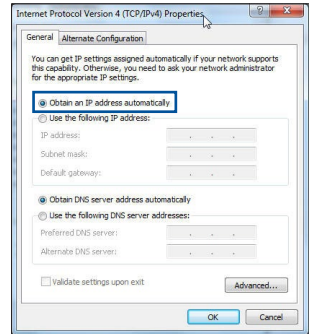 Internet Protocol Version 4 (TCP/IPv4) Properties
General
Alternate Configuration
You can get IP settings assigned automatically if your network supports
this capability. Otherwise, you need to ask your network administrator
for the appropriate IP settings.
Obtain an IP address automatically
Use the following IP address:
IP address:
Subnet mask:
Default gateway:
Obtain DNS server address automatically
Use the following DNS server addresses:
Preferred DNS server:
Alternate DNS server:
Validate settings upon exit
Advanced...
OK
Cancel